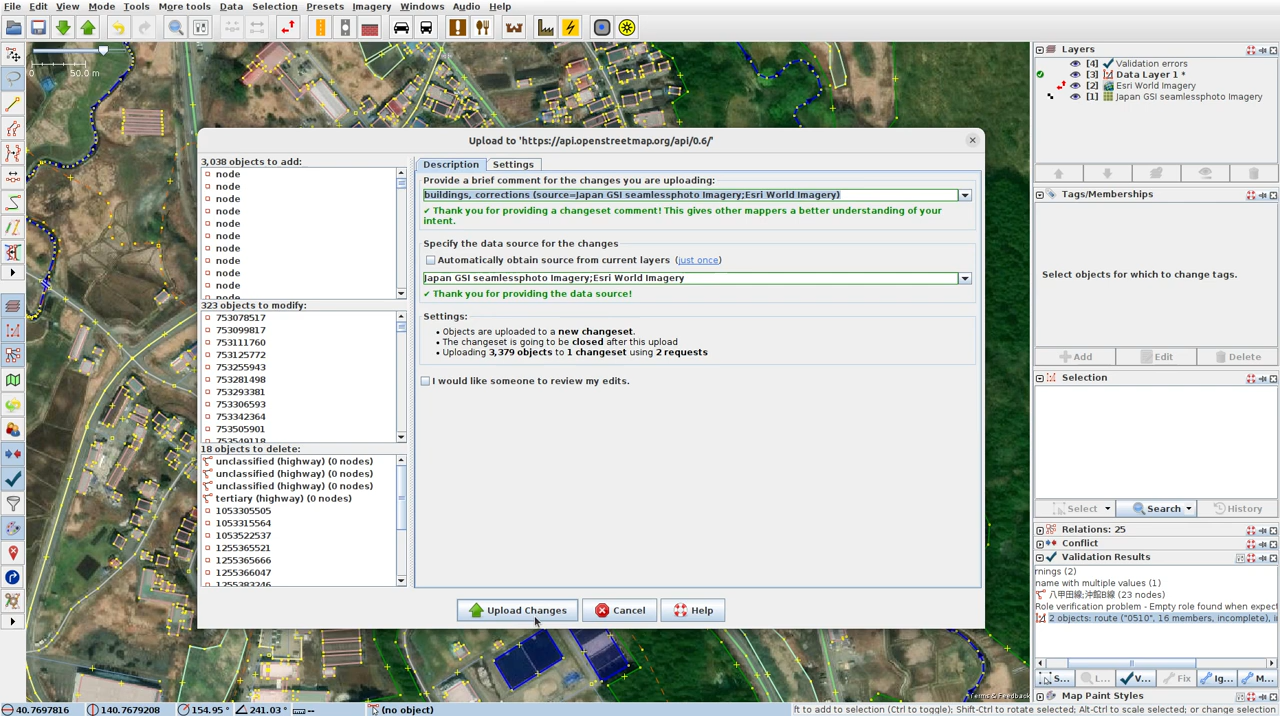 File Edit View Mode Tools More tools Data Selection Presets Imagery Windows Audio Help
0 50.0 m
Upload to 'https://api.openstreetmap.org/api/0.6/'
3,038 objects to add:
node
node
node
node
node
node
node
node
node
node
node
323 objects to modify:
753078517
753099817
753111760
753125772
753255943
753281498
753293381
753306593
753342364
753505901
753549118
18 objects to delete:
unclassified (highway) (0 nodes)
unclassified (highway) (0 nodes)
unclassified (highway) (0 nodes)
tertiary (highway) (0 nodes)
1053305505
1053315564
1053522537
1255365521
1255365666
1255366047
1255383246
Description Settings
Provide a brief comment for the changes you are uploading:
buildings, corrections (source=Japan GSI seamlessphoto Imagery;Esri World Imagery)
✔ Thank you for providing a changeset comment! This gives other mappers a better understanding of your
intent.
Specify the data source for the changes
Automatically obtain source from current layers (just once)
Japan GSI seamlessphoto Imagery;Esri World Imagery
✔ Thank you for providing the data source!
Settings:
• Objects are uploaded to a new changeset.
• The changeset is going to be closed after this upload
• Uploading 3,379 objects to 1 changeset using 2 requests
I would like someone to review my edits.
Upload Changes Cancel Help
Layers
[4] Validation errors
[3] Data Layer 1 *
[2] Esri World Imagery
[1] Japan GSI seamlessphoto Imagery
Tags/Memberships
Select objects for which to change tags.
Add Edit Delete
Selection
Select Search History
Relations: 25
Conflict
Validation Results
rnings (2)
name with multiple values (1)
八甲田線;沖館B線 (23 nodes)
Role verification problem - Empty role found when expect
2 objects: route ("0510", 16 members, incomplete), i
S... L... V... Fix Ig... M...
Map Paint Styles
Terms & Feedback
40.7697816 140.7679208 154.95° 241.03° -- (no object) ft to add to selection (Ctrl to toggle); Shift-Ctrl to rotate selected; Alt-Ctrl to scale selected; or change selection